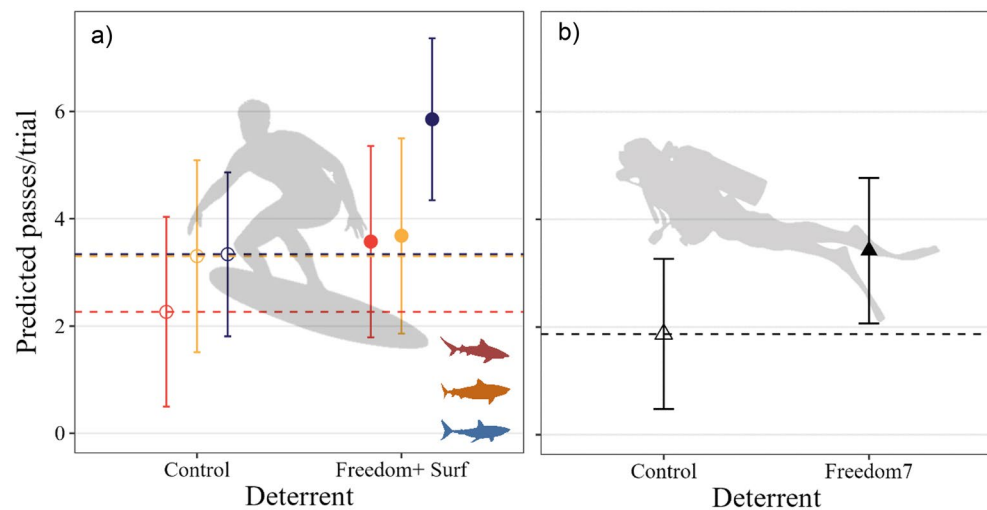 a)
b)
Predicted passes/trial
6
4
2
0
Control
Freedom+ Surf
Deterrent
Control
Freedom7
Deterrent